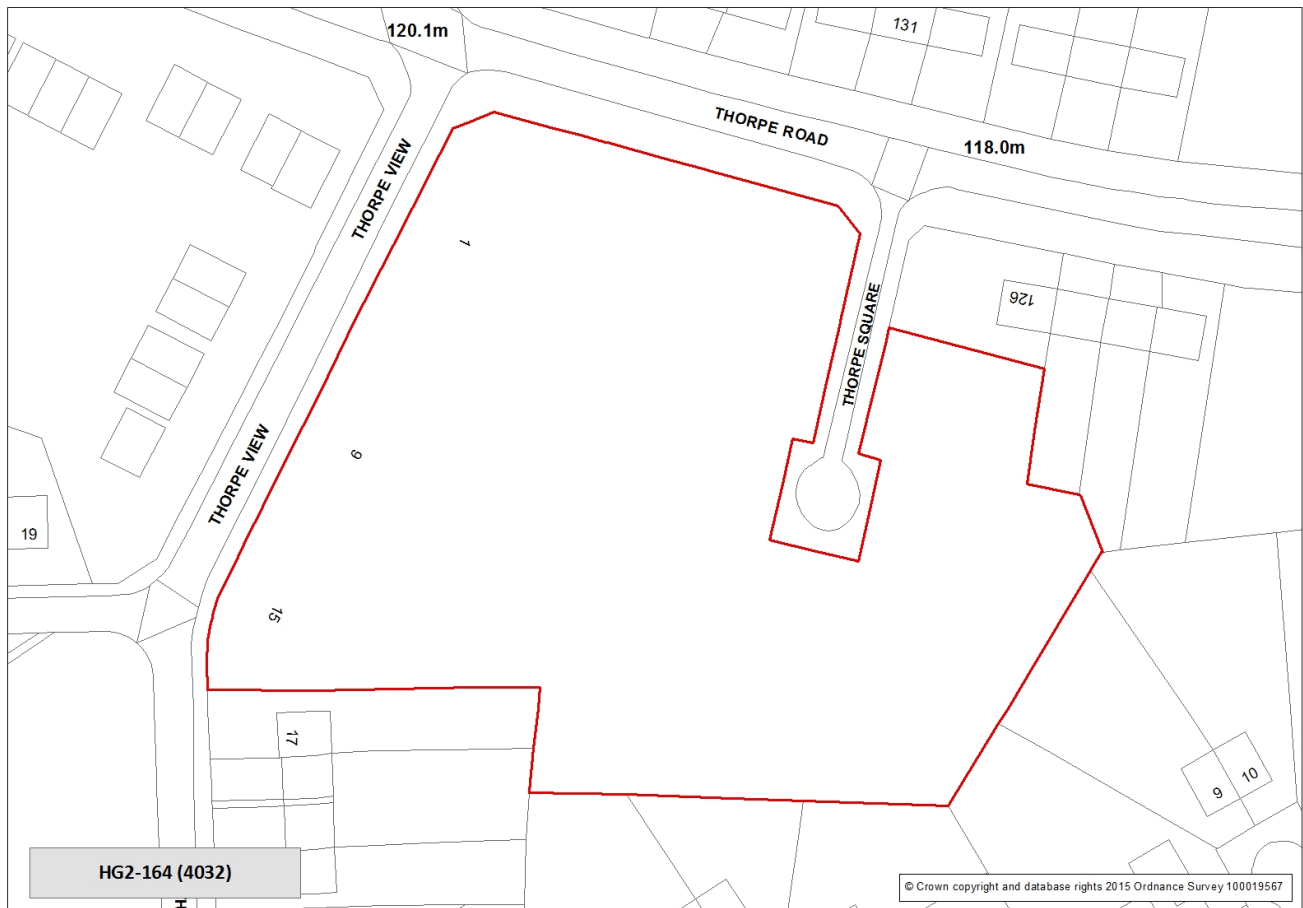 120.1m
131
THORPE ROAD
118.0m
THORPE VIEW
1
THORPE SQUARE
126
9
THORPE VIEW
19
15
17
9
10
HG2-164 (4032)
© Crown copyright and database rights 2015 Ordnance Survey 100019567